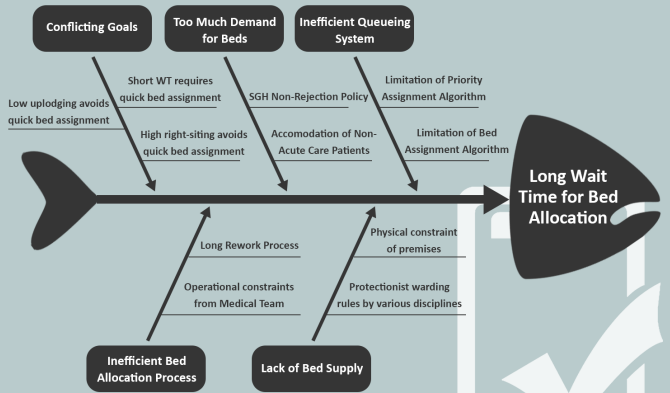 Conflicting Goals
Too Much Demand
for Beds
Inefficient Queueing
System
Short WT requires
quick bed assignment
Low uplodging avoids
quick bed assignment
High right-siting avoids
quick bed assignment
SGH Non-Rejection Policy
Accomodation of Non-
Acute Care Patients
Limitation of Priority
Assignment Algorithm
Limitation of Bed
Assignment Algorithm
Long Wait
Time for Bed
Allocation
Long Rework Process
Operational constraints
from Medical Team
Physical constraint
of premises
Protectionist warding
rules by various disciplines
Inefficient Bed
Allocation Process
Lack of Bed Supply